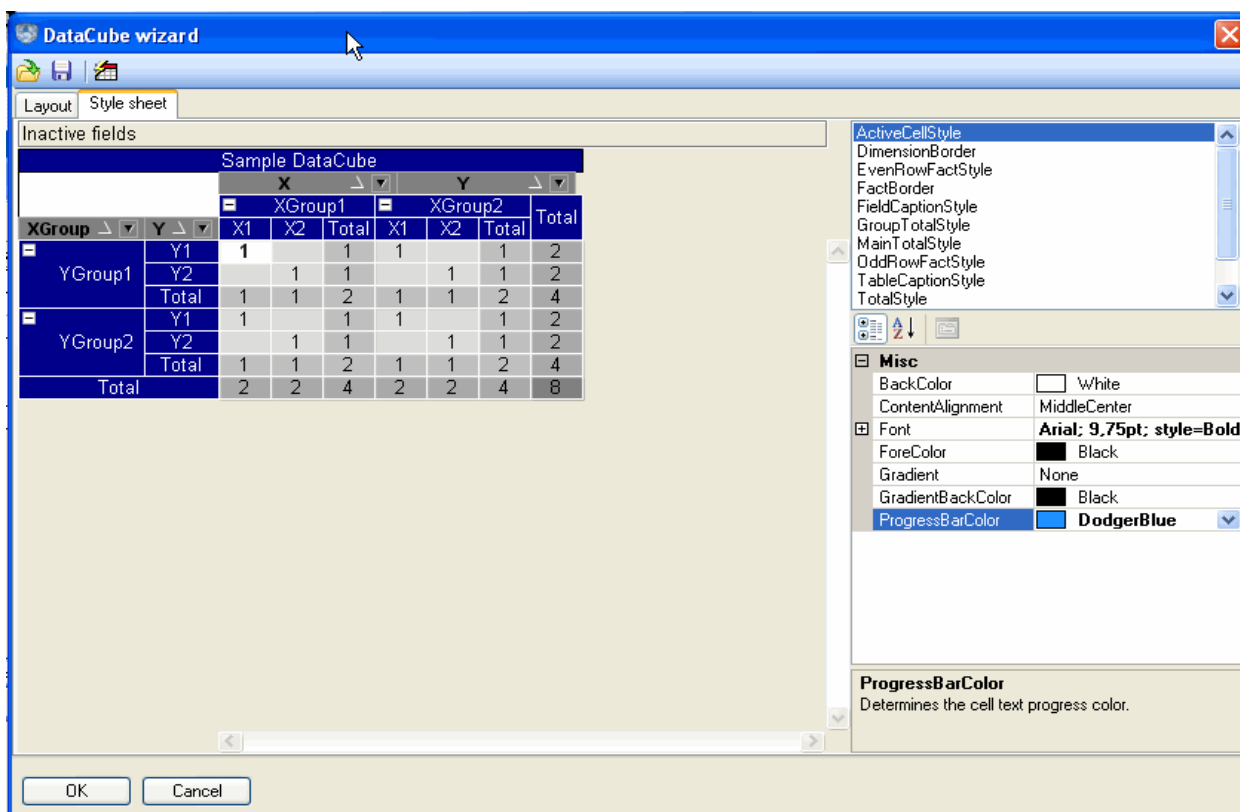 DataCube wizard
Layout Style sheet
Inactive fields
Sample DataCube
X Y
XGroup1 XGroup2 Total
XGroup Y X1 X2 Total X1 X2 Total
YGroup1 Y1 1 1 1 1 2
Y2 1 1 1 1 2
Total 1 1 2 1 1 2 4
YGroup2 Y1 1 1 1 1 2
Y2 1 1 1 1 2
Total 1 1 2 1 1 2 4
Total 2 2 4 2 2 4 8
ActiveCellStyle
DimensionBorder
EvenRowFactStyle
FactBorder
FieldCaptionStyle
GroupTotalStyle
MainTotalStyle
OddRowFactStyle
TableCaptionStyle
TotalStyle
Misc
BackColor White
ContentAlignment MiddleCenter
Font Arial; 9,75pt; style=Bold
ForeColor Black
Gradient None
GradientBackColor Black
ProgressBarColor DodgerBlue
ProgressBarColor
Determines the cell text progress color.
OK Cancel